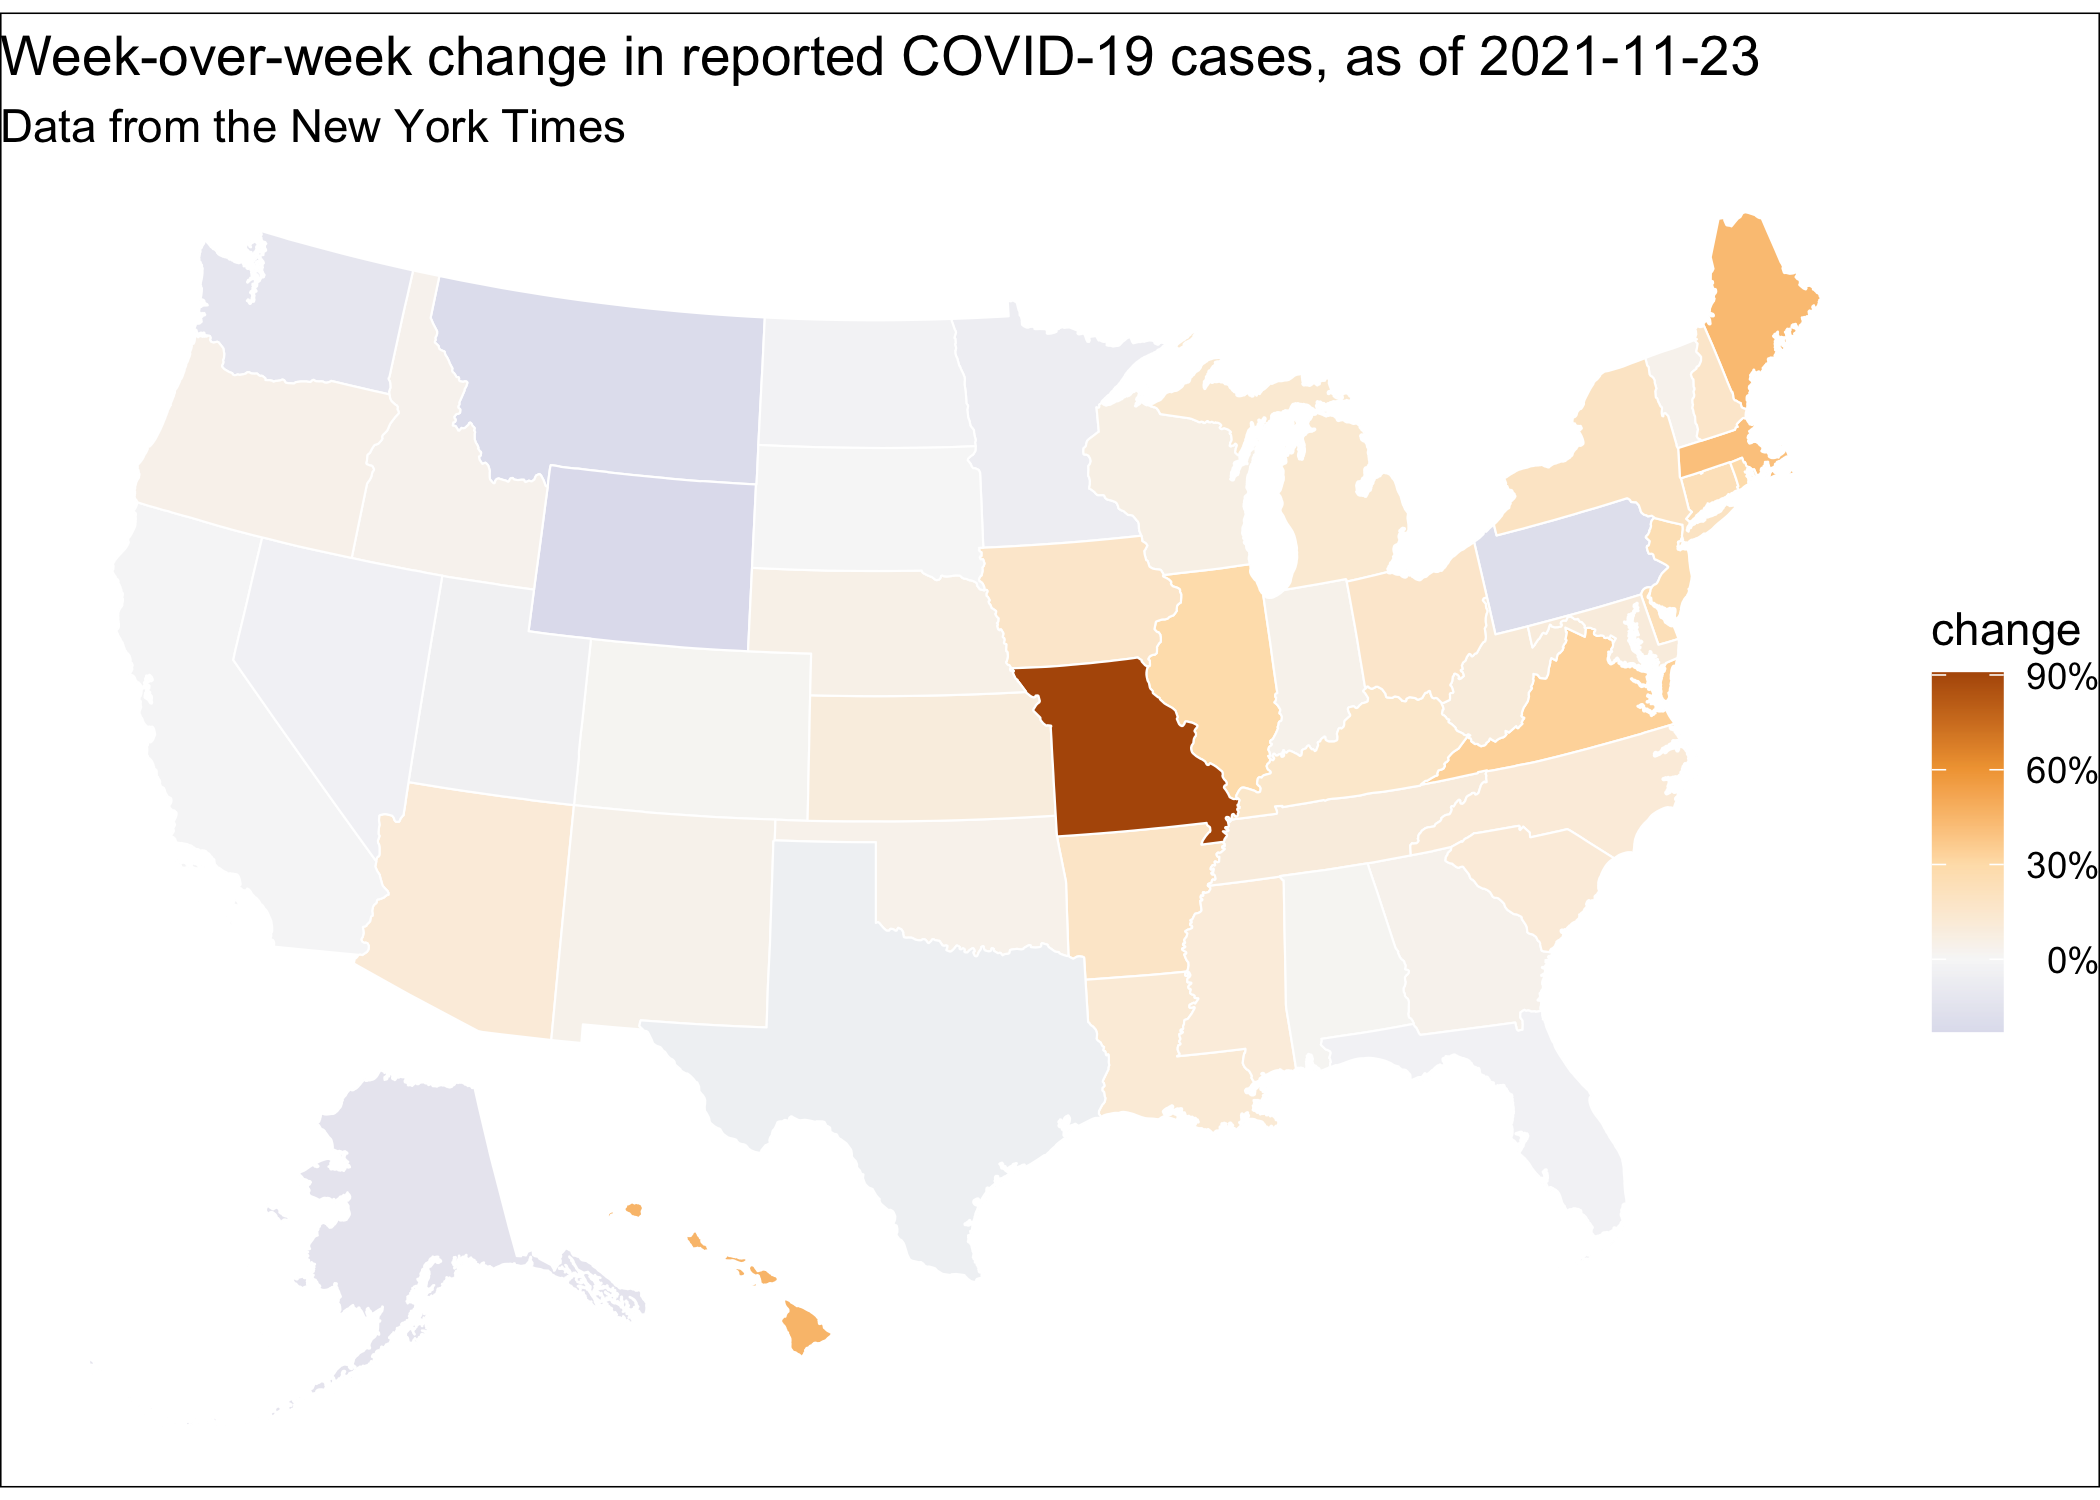 Week-over-week change in reported COVID-19 cases, as of 2021-11-23
Data from the New York Times
change
90%
60%
30%
0%